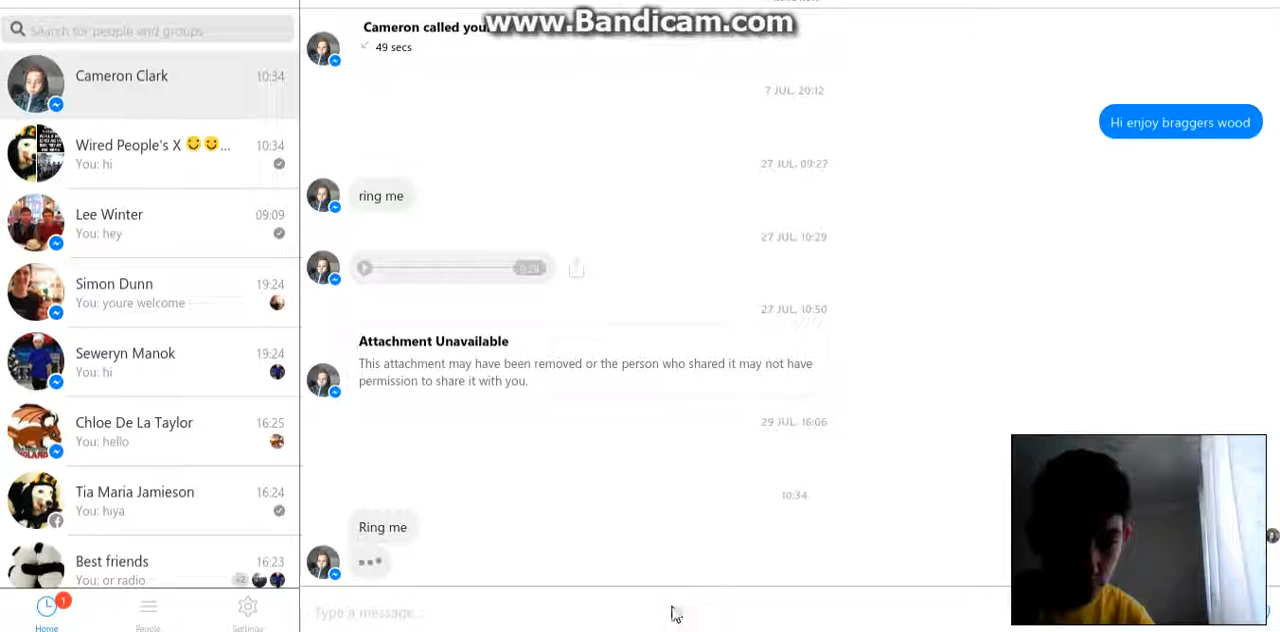 www.Bandicam.com
Search for people and groups
Cameron Clark
10:34
Wired People's X 😊😊...
10:34
You: hi
Lee Winter
09:09
You: hey
Simon Dunn
19:24
You: youre welcome
Seweryn Manok
19:24
You: hi
Chloe De La Taylor
16:25
You: hello
Tia Maria Jamieson
16:24
You: hiya
Best friends
16:23
You: or radio
+2
1
Home
People
Settings
Cameron called you.
49 secs
7 JUL, 20:12
Hi enjoy braggers wood
27 JUL, 09:27
ring me
27 JUL, 10:29
0:29
27 JUL, 10:50
Attachment Unavailable
This attachment may have been removed or the person who shared it may not have
permission to share it with you.
29 JUL, 16:06
10:34
Ring me
Type a message...